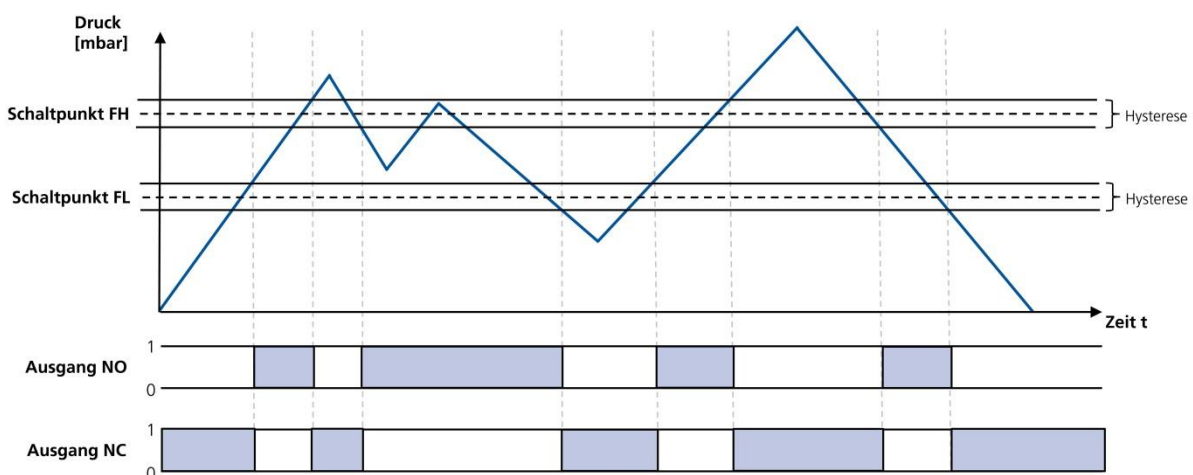 Druck
[mbar]
Schaltpunkt FH
Hysterese
Schaltpunkt FL
Hysterese
Zeit t
1
Ausgang NO
0
1
Ausgang NC
0